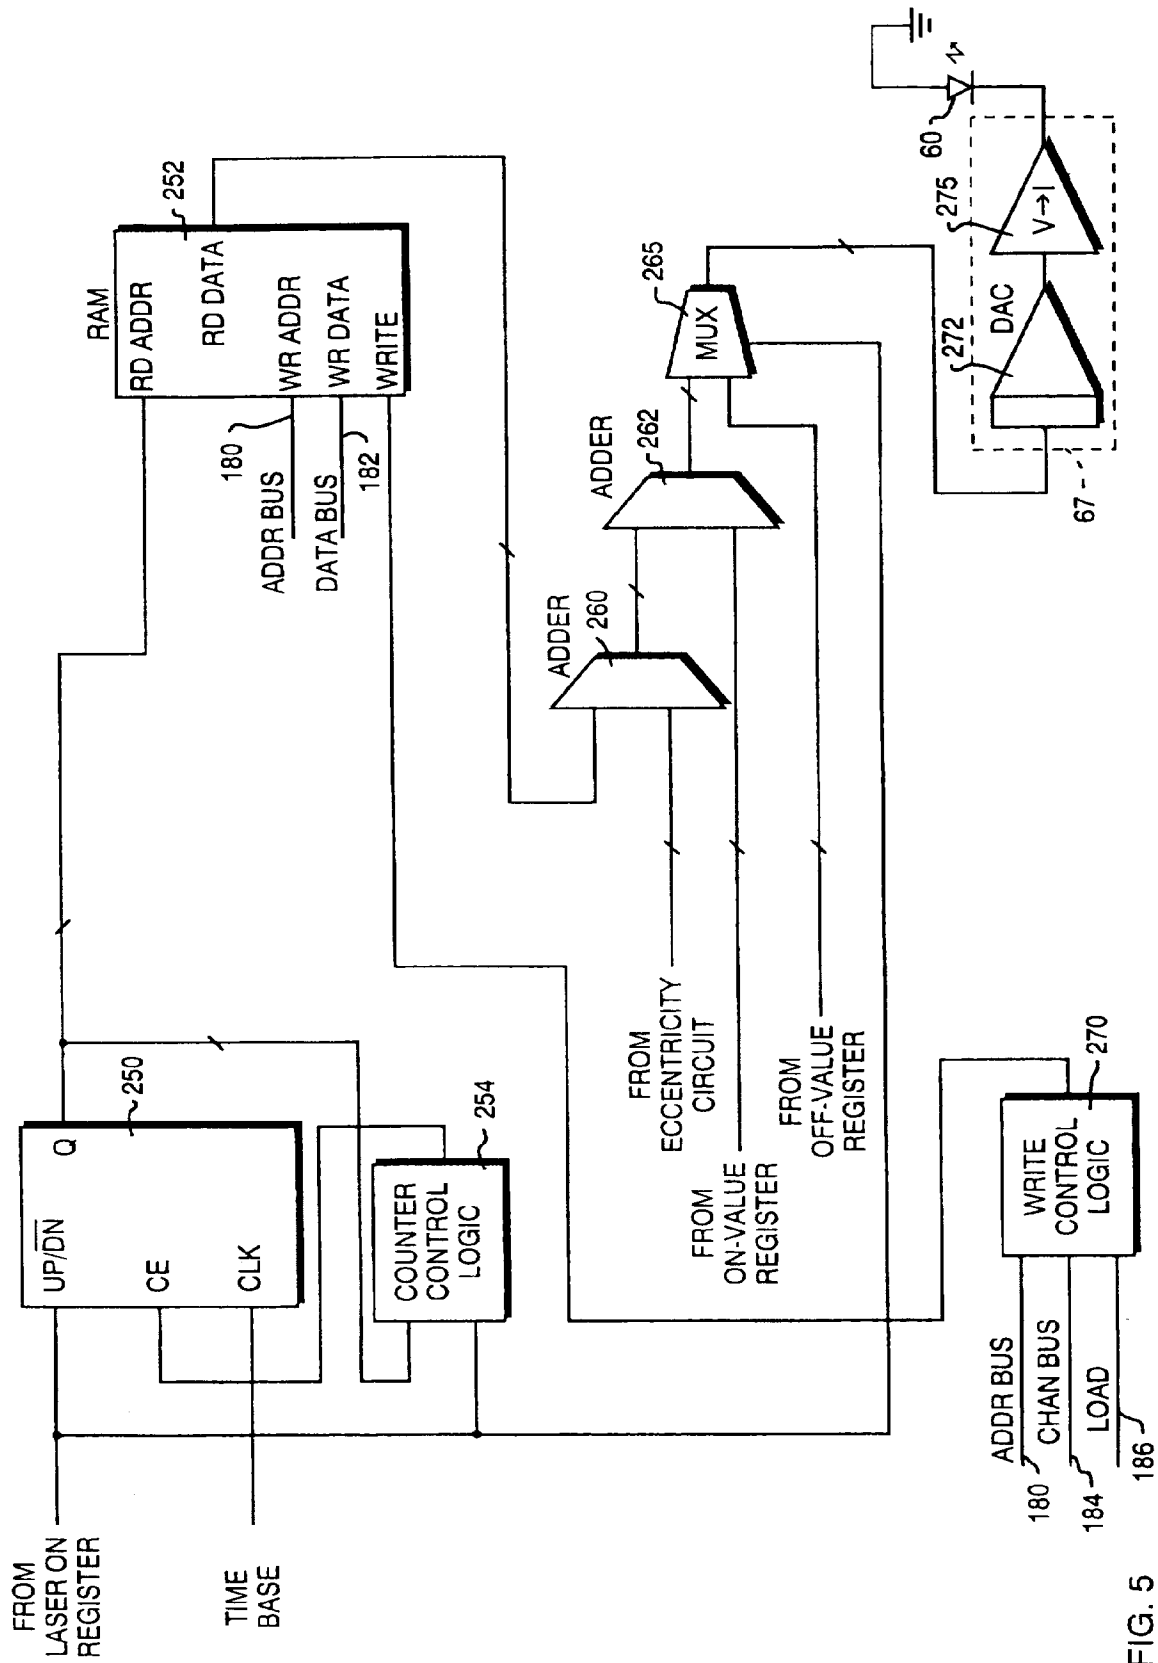 FROM
LASER ON
REGISTER
TIME
BASE
UP/DN
Q
CE
CLK
250
COUNTER
CONTROL
LOGIC
254
RAM
RD ADDR
252
RD DATA
WR ADDR
WR DATA
WRITE
180
ADDR BUS
DATA BUS
182
ADDER
260
ADDER
262
265
MUX
FROM
ECCENTRICITY
CIRCUIT
FROM
ON-VALUE
REGISTER
FROM
OFF-VALUE
REGISTER
ADDR BUS
CHAN BUS
LOAD
180
184
186
WRITE
CONTROL
LOGIC
270
272
DAC
275
V→I
60
67
FIG. 5